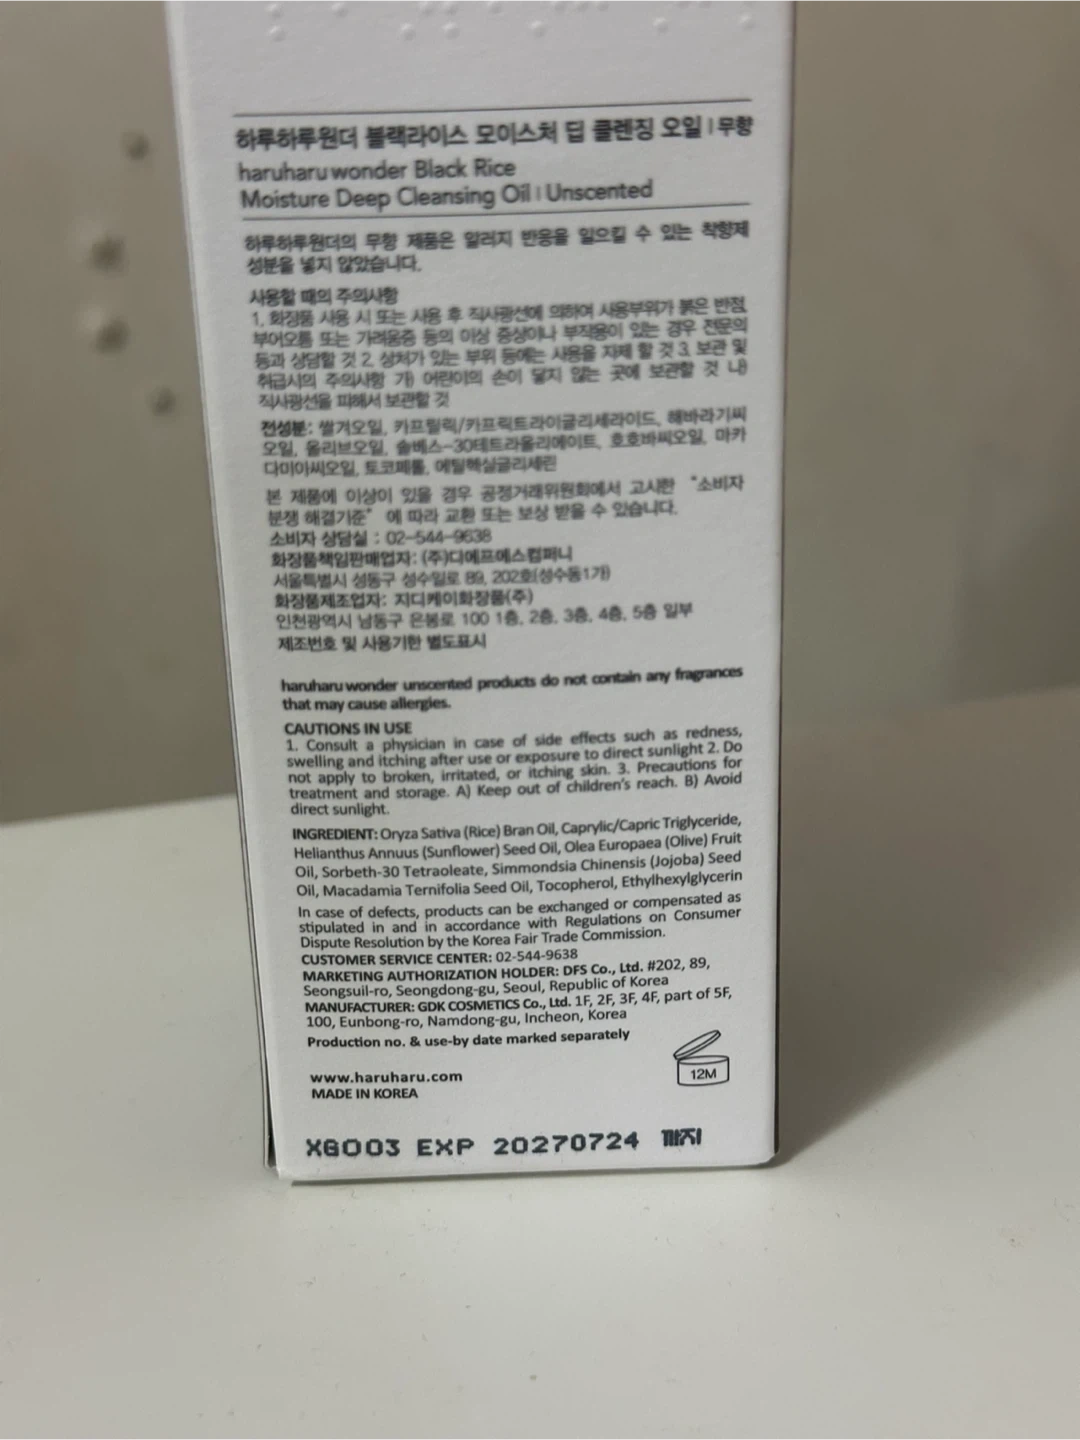 하루하루원더 블랙라이스 모이스처 딥 클렌징 오일 | 무향
haruharu wonder Black Rice
Moisture Deep Cleansing Oil | Unscented
하루하루원더의 무향 제품은 알러지 반응을 일으킬 수 있는 착향제
성분을 넣지 않았습니다.
사용할 때의 주의사항
1. 화장품 사용 시 또는 사용 후 직사광선에 의하여 사용부위가 붉은 반점,
부어오름 또는 가려움증 등의 이상 증상이나 부작용이 있는 경우 전문의
등과 상담할 것 2. 상처가 있는 부위 등에는 사용을 자제 할 것 3. 보관 및
취급시의 주의사항 가) 어린이의 손이 닿지 않는 곳에 보관할 것 나)
직사광선을 피해서 보관할 것
전성분: 쌀겨오일, 카프릴릭/카프릭트라이글리세라이드, 해바라기씨
오일, 올리브오일, 솔베스-30테트라올리에이트, 호호바씨오일, 마카
다미아씨오일, 토코페롤, 에틸헥실글리세린
본 제품에 이상이 있을 경우 공정거래위원회에서 고시한 "소비자
분쟁 해결기준" 에 따라 교환 또는 보상 받을 수 있습니다.
소비자 상담실 : 02-544-9638
화장품책임판매업자: (주)디에프에스컴퍼니
서울특별시 성동구 성수일로 89, 202호(성수동1가)
화장품제조업자: 지디케이화장품(주)
인천광역시 남동구 은봉로 100 1층, 2층, 3층, 4층, 5층 일부
제조번호 및 사용기한 별도표시
haruharu wonder unscented products do not contain any fragrances
that may cause allergies.
CAUTIONS IN USE
1. Consult a physician in case of side effects such as redness,
swelling and itching after use or exposure to direct sunlight 2. Do
not apply to broken, irritated, or itching skin. 3. Precautions for
treatment and storage. A) Keep out of children's reach. B) Avoid
direct sunlight.
INGREDIENT: Oryza Sativa (Rice) Bran Oil, Caprylic/Capric Triglyceride,
Helianthus Annuus (Sunflower) Seed Oil, Olea Europaea (Olive) Fruit
Oil, Sorbeth-30 Tetraoleate, Simmondsia Chinensis (Jojoba) Seed
Oil, Macadamia Ternifolia Seed Oil, Tocopherol, Ethylhexylglycerin
In case of defects, products can be exchanged or compensated as
stipulated in and in accordance with Regulations on Consumer
Dispute Resolution by the Korea Fair Trade Commission.
CUSTOMER SERVICE CENTER: 02-544-9638
MARKETING AUTHORIZATION HOLDER: DFS Co., Ltd. #202, 89,
Seongsuil-ro, Seongdong-gu, Seoul, Republic of Korea
MANUFACTURER: GDK COSMETICS Co., Ltd. 1F, 2F, 3F, 4F, part of 5F,
100, Eunbong-ro, Namdong-gu, Incheon, Korea
Production no. & use-by date marked separately
12M
www.haruharu.com
MADE IN KOREA
XG003 EXP 20270724 까지